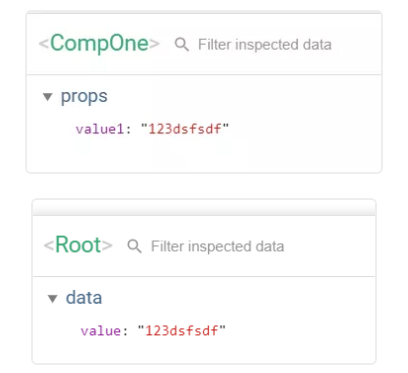 <CompOne> Filter inspected data
props
value1: "123dsfsdf"
<Root> Filter inspected data
data
value: "123dsfsdf"